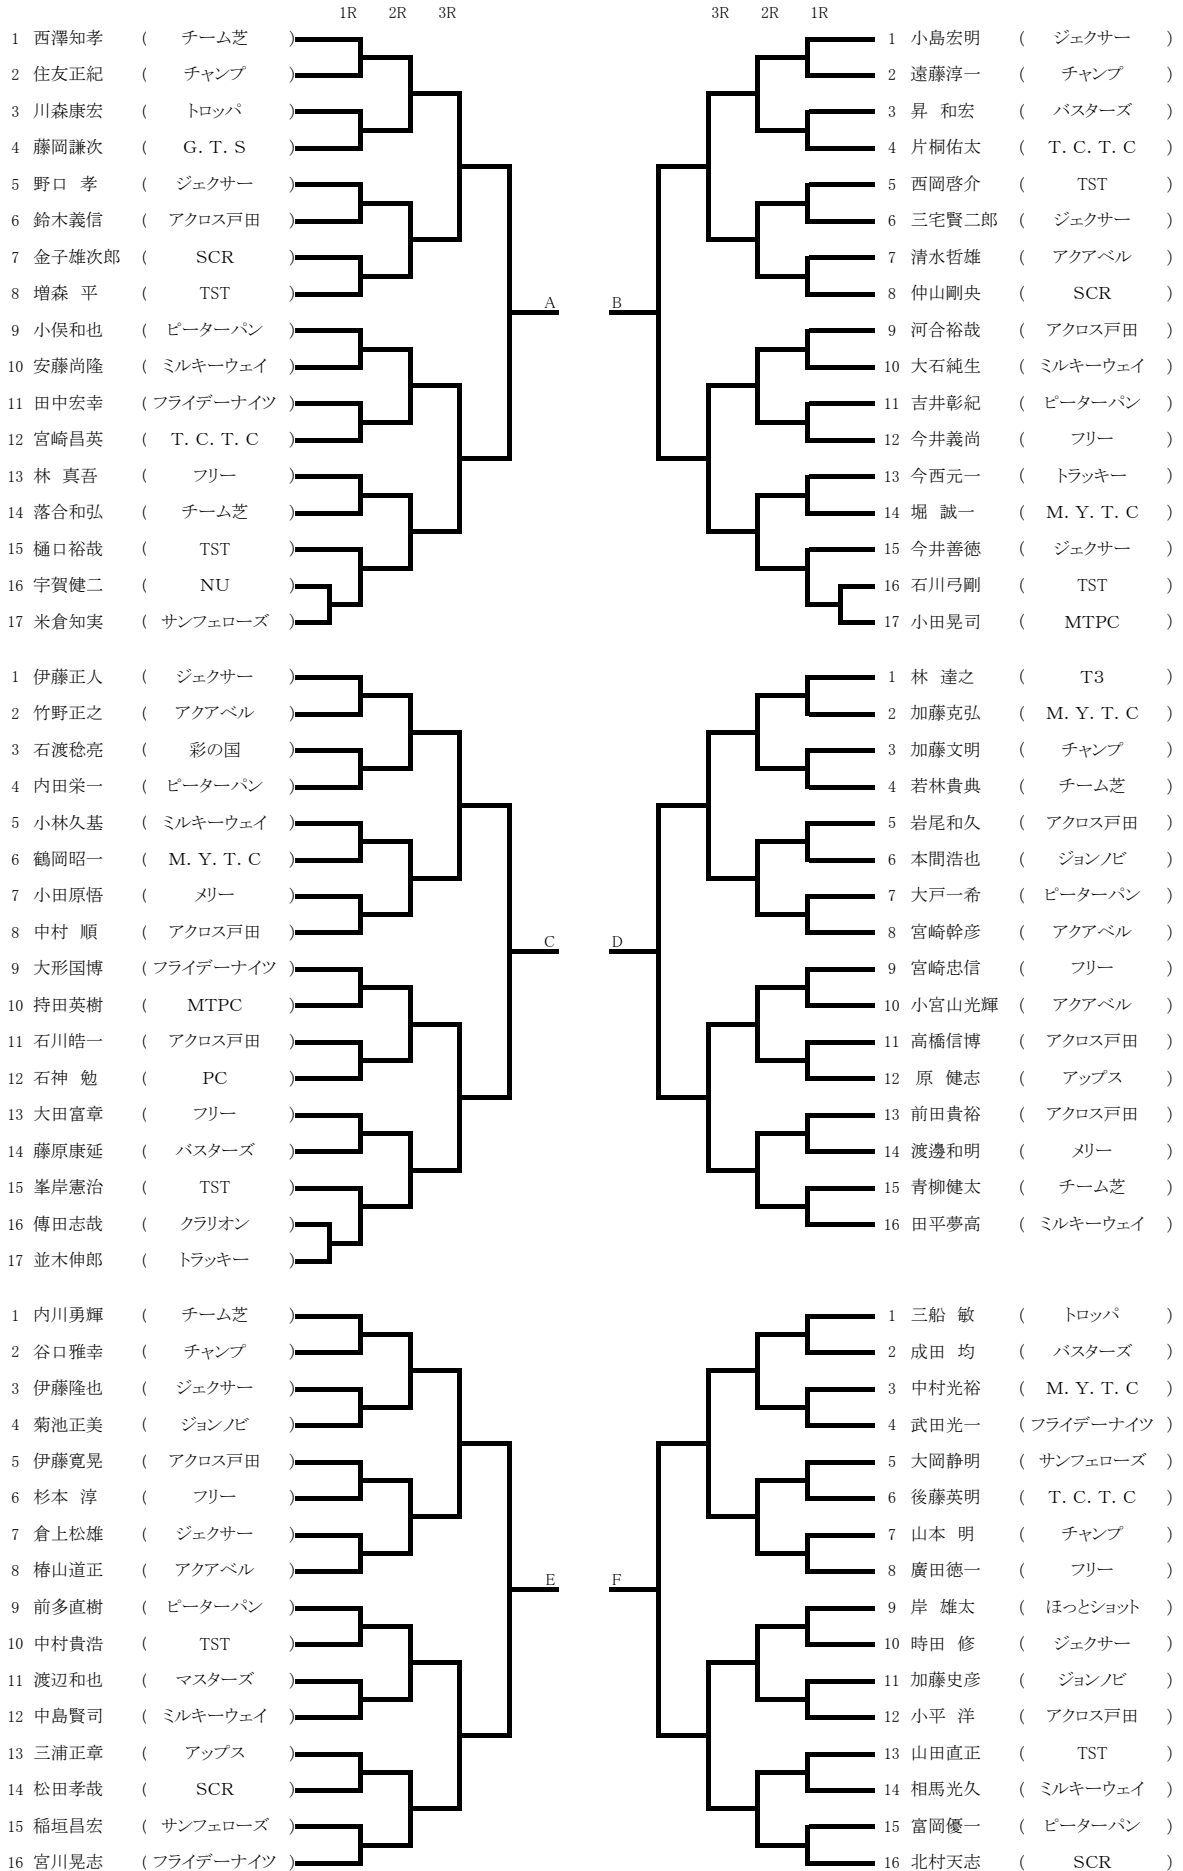 1R 2R 3R
3R 2R 1R
1 西澤知孝 ( チーム芝 )
2 住友正紀 ( チャンプ )
3 川森康宏 ( トロッパ )
4 藤岡謙次 ( G.T.S )
5 野口 孝 ( ジェクサー )
6 鈴木義信 ( アクロス戸田 )
7 金子雄次郎 ( SCR )
8 増森 平 ( TST )
9 小俣和也 ( ピーターパン )
10 安藤尚隆 ( ミルキーウェイ )
11 田中宏幸 ( フライデーナイツ )
12 宮崎昌英 ( T.C.T.C )
13 林 真吾 ( フリー )
14 落合和弘 ( チーム芝 )
15 樋口裕哉 ( TST )
16 宇賀健二 ( NU )
17 米倉知実 ( サンフェローズ )
A
B
1 小島宏明 ( ジェクサー )
2 遠藤淳一 ( チャンプ )
3 昇 和宏 ( バスターズ )
4 片桐佑太 ( T.C.T.C )
5 西岡啓介 ( TST )
6 三宅賢二郎 ( ジェクサー )
7 清水哲雄 ( アクアベル )
8 仲山剛央 ( SCR )
9 河合裕哉 ( アクロス戸田 )
10 大石純生 ( ミルキーウェイ )
11 吉井彰紀 ( ピーターパン )
12 今井義尚 ( フリー )
13 今西元一 ( トラッキー )
14 堀 誠一 ( M.Y.T.C )
15 今井善徳 ( ジェクサー )
16 石川弓剛 ( TST )
17 小田晃司 ( MTPC )
1 伊藤正人 ( ジェクサー )
2 竹野正之 ( アクアベル )
3 石渡稔亮 ( 彩の国 )
4 内田栄一 ( ピーターパン )
5 小林久基 ( ミルキーウェイ )
6 鶴岡昭一 ( M.Y.T.C )
7 小田原悟 ( メリー )
8 中村 順 ( アクロス戸田 )
9 大形国博 ( フライデーナイツ )
10 持田英樹 ( MTPC )
11 石川皓一 ( アクロス戸田 )
12 石神 勉 ( PC )
13 大田富章 ( フリー )
14 藤原康延 ( バスターズ )
15 峯岸憲治 ( TST )
16 傳田志哉 ( クラリオン )
17 並木伸郎 ( トラッキー )
C
D
1 林 達之 ( T3 )
2 加藤克弘 ( M.Y.T.C )
3 加藤文明 ( チャンプ )
4 若林貴典 ( チーム芝 )
5 岩尾和久 ( アクロス戸田 )
6 本間浩也 ( ジョンノビ )
7 大戸一希 ( ピーターパン )
8 宮崎幹彦 ( アクアベル )
9 宮崎忠信 ( フリー )
10 小宮山光輝 ( アクアベル )
11 高橋信博 ( アクロス戸田 )
12 原 健志 ( アップス )
13 前田貴裕 ( アクロス戸田 )
14 渡邊和明 ( メリー )
15 青柳健太 ( チーム芝 )
16 田平夢高 ( ミルキーウェイ )
1 内川勇輝 ( チーム芝 )
2 谷口雅幸 ( チャンプ )
3 伊藤隆也 ( ジェクサー )
4 菊池正美 ( ジョンノビ )
5 伊藤寛晃 ( アクロス戸田 )
6 杉本 淳 ( フリー )
7 倉上松雄 ( ジェクサー )
8 椿山道正 ( アクアベル )
9 前多直樹 ( ピーターパン )
10 中村貴浩 ( TST )
11 渡辺和也 ( マスターズ )
12 中島賢司 ( ミルキーウェイ )
13 三浦正章 ( アップス )
14 松田孝哉 ( SCR )
15 稲垣昌宏 ( サンフェローズ )
16 宮川晃志 ( フライデーナイツ )
E
F
1 三船 敏 ( トロッパ )
2 成田 均 ( バスターズ )
3 中村光裕 ( M.Y.T.C )
4 武田光一 ( フライデーナイツ )
5 大岡静明 ( サンフェローズ )
6 後藤英明 ( T.C.T.C )
7 山本 明 ( チャンプ )
8 廣田徳一 ( フリー )
9 岸 雄太 ( ほっとショット )
10 時田 修 ( ジェクサー )
11 加藤史彦 ( ジョンノビ )
12 小平 洋 ( アクロス戸田 )
13 山田直正 ( TST )
14 相馬光久 ( ミルキーウェイ )
15 富岡優一 ( ピーターパン )
16 北村天志 ( SCR )